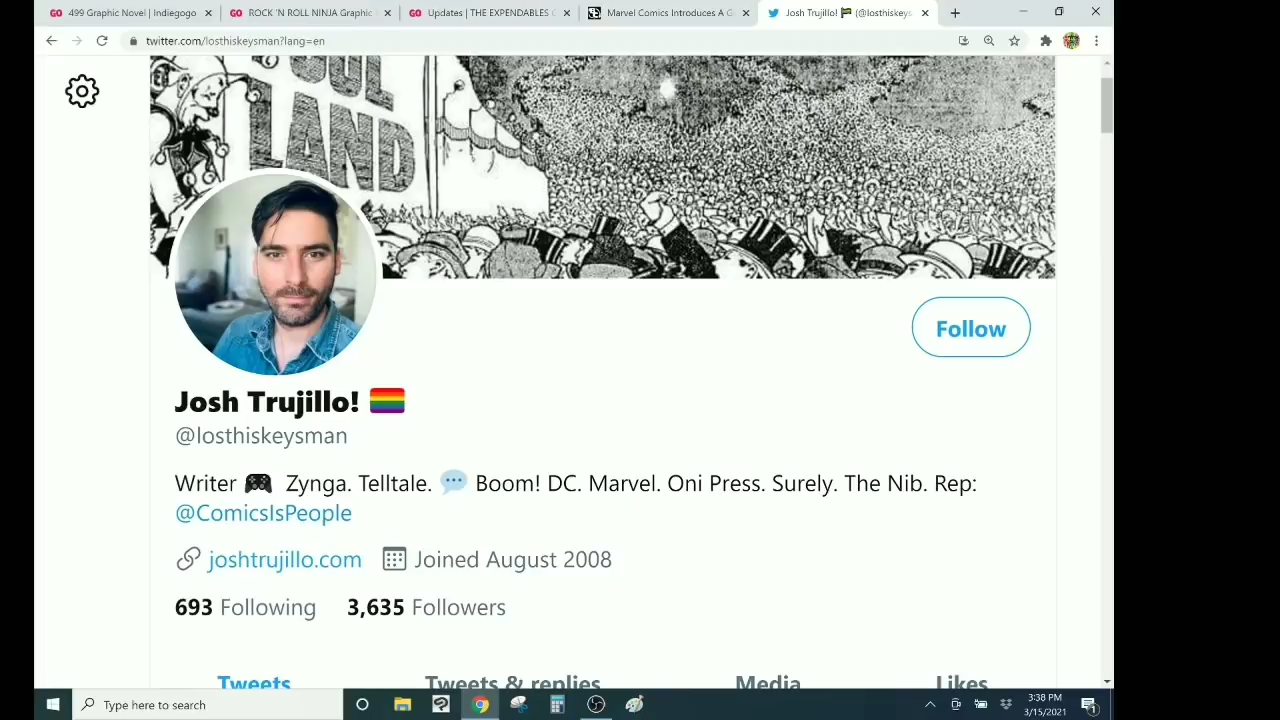 499 Graphic Novel | Indiegogo
ROCK 'N ROLL NINJA Graphic
Updates | THE EXPENDABLES
Marvel Comics Introduces A G
Josh Trujillo! (@losthiskeys
twitter.com/losthiskeysman?lang=en
LAND
Follow
Josh Trujillo!
@losthiskeysman
Writer Zynga. Telltale. Boom! DC. Marvel. Oni Press. Surely. The Nib. Rep:
@ComicsIsPeople
joshtrujillo.com Joined August 2008
693 Following 3,635 Followers
Tweets Tweets & replies Media Likes
Type here to search
3:38 PM
3/15/2021
1